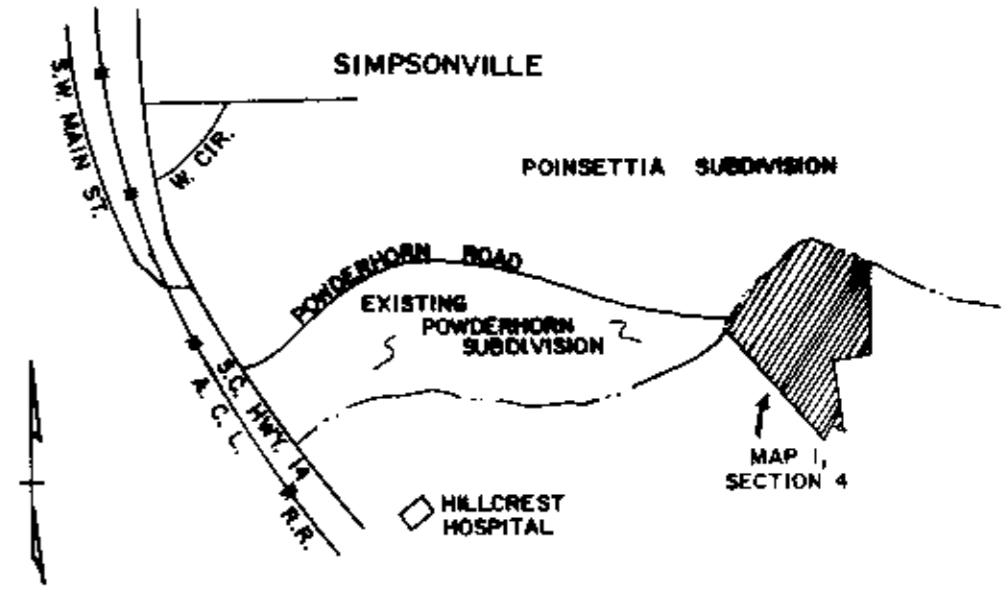 SIMPSONVILLE
S.W. MAIN ST.
W. CIR.
POINSETTIA SUBDIVISION
POWDERHORN ROAD
EXISTING
POWDERHORN
SUBDIVISION
S.C. HWY. 14
A. C. L. R.R.
MAP 1,
SECTION 4
HILLCREST
HOSPITAL